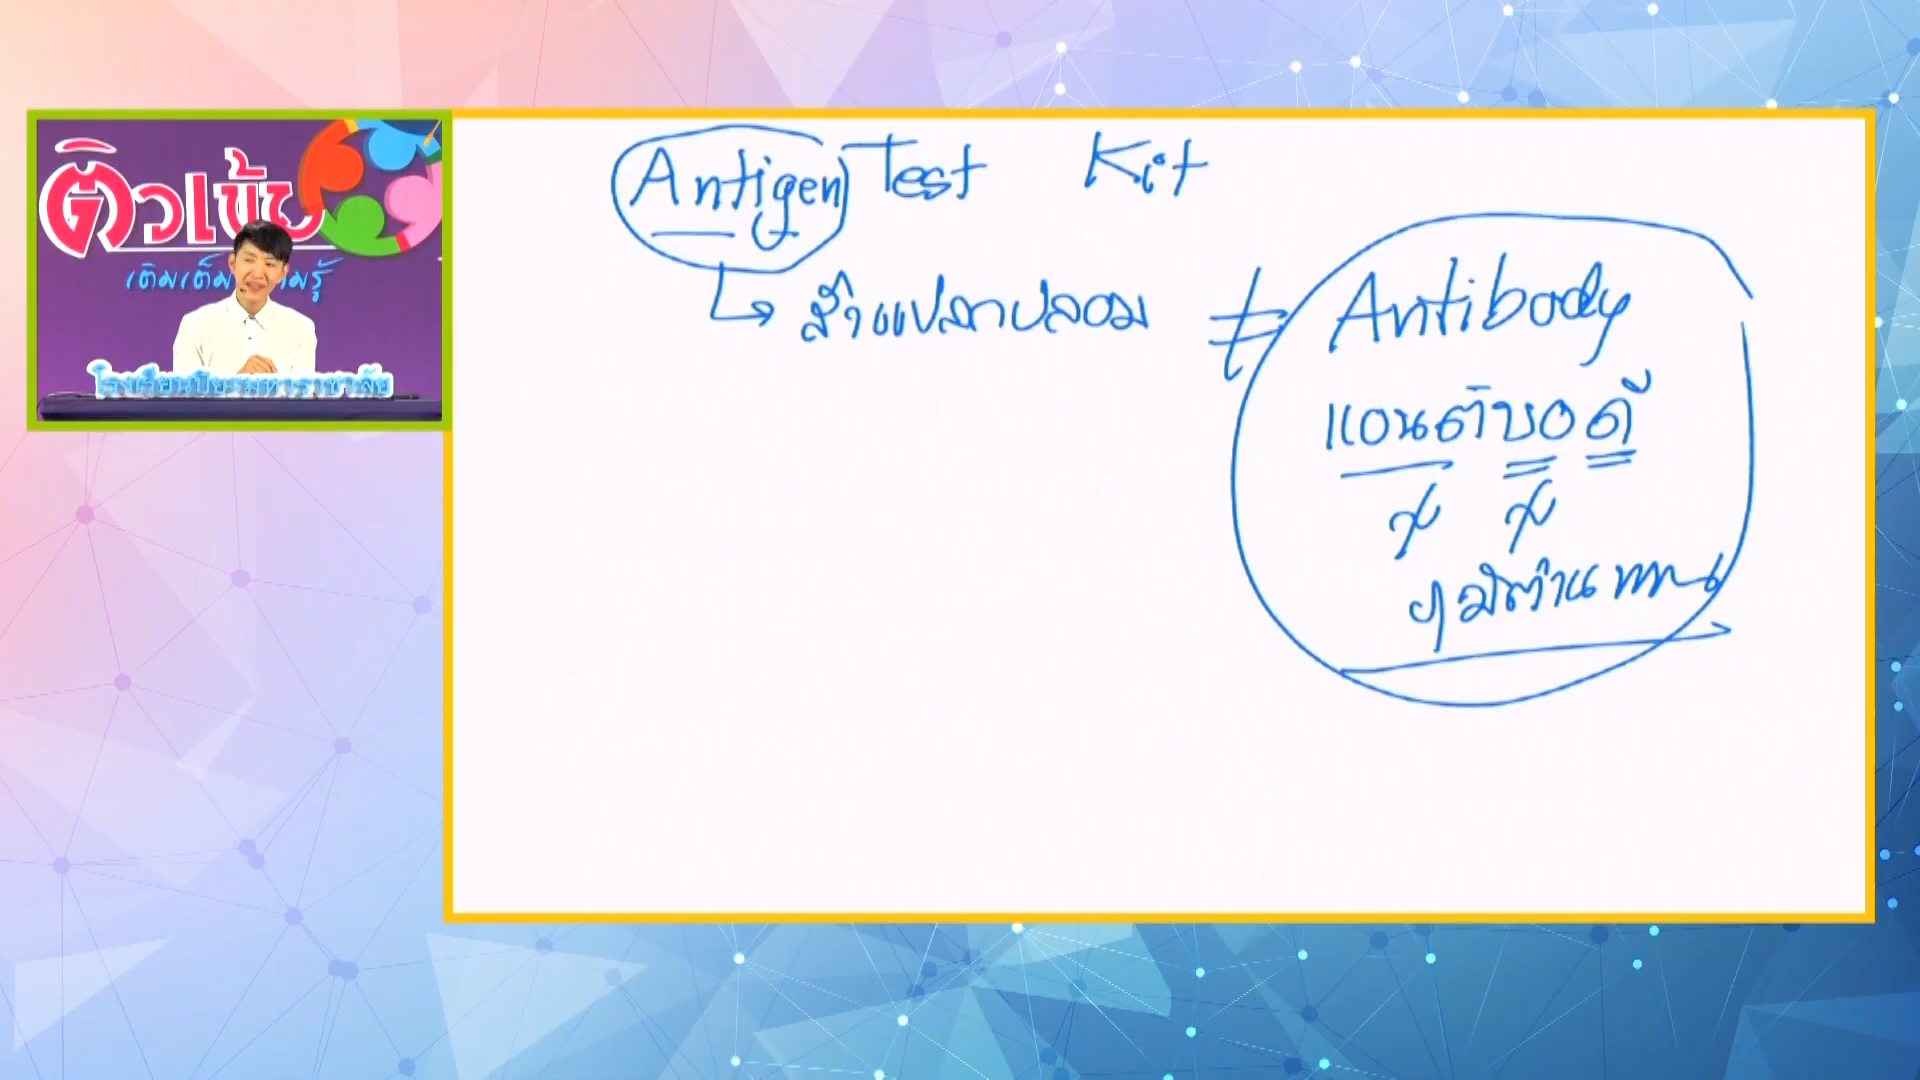 ติวเข้ม
เติมเต็มความรู้
โรงเรียนปิยะมหาราชาลัย
Antigen Test Kit
สิ่งแปลกปลอม ≠ Antibody
แอนติบอดี
ภูมิต้านทาน